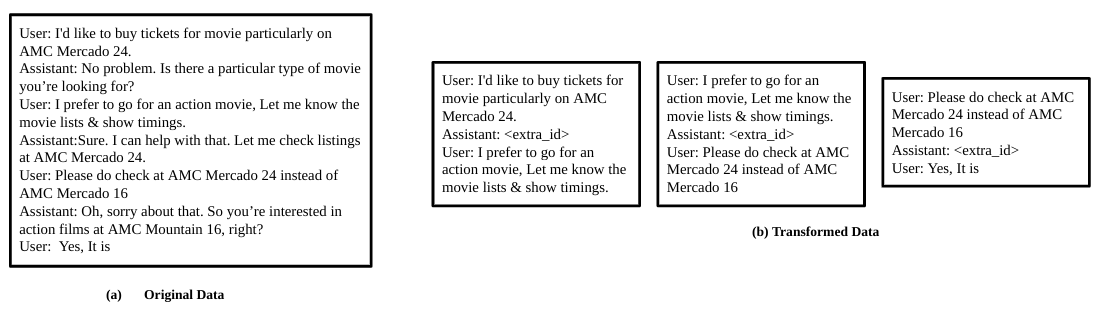 User: I'd like to buy tickets for movie particularly on
AMC Mercado 24.
Assistant: No problem. Is there a particular type of movie
you're looking for?
User: I prefer to go for an action movie, Let me know the
movie lists & show timings.
Assistant:Sure. I can help with that. Let me check listings
at AMC Mercado 24.
User: Please do check at AMC Mercado 24 instead of
AMC Mercado 16
Assistant: Oh, sorry about that. So you're interested in
action films at AMC Mountain 16, right?
User:  Yes, It is
(a) Original Data
User: I'd like to buy tickets for
movie particularly on AMC
Mercado 24.
Assistant: <extra_id>
User: I prefer to go for an
action movie, Let me know the
movie lists & show timings.
User: I prefer to go for an
action movie, Let me know the
movie lists & show timings.
Assistant: <extra_id>
User: Please do check at AMC
Mercado 24 instead of AMC
Mercado 16
User: Please do check at AMC
Mercado 24 instead of AMC
Mercado 16
Assistant: <extra_id>
User: Yes, It is
(b) Transformed Data